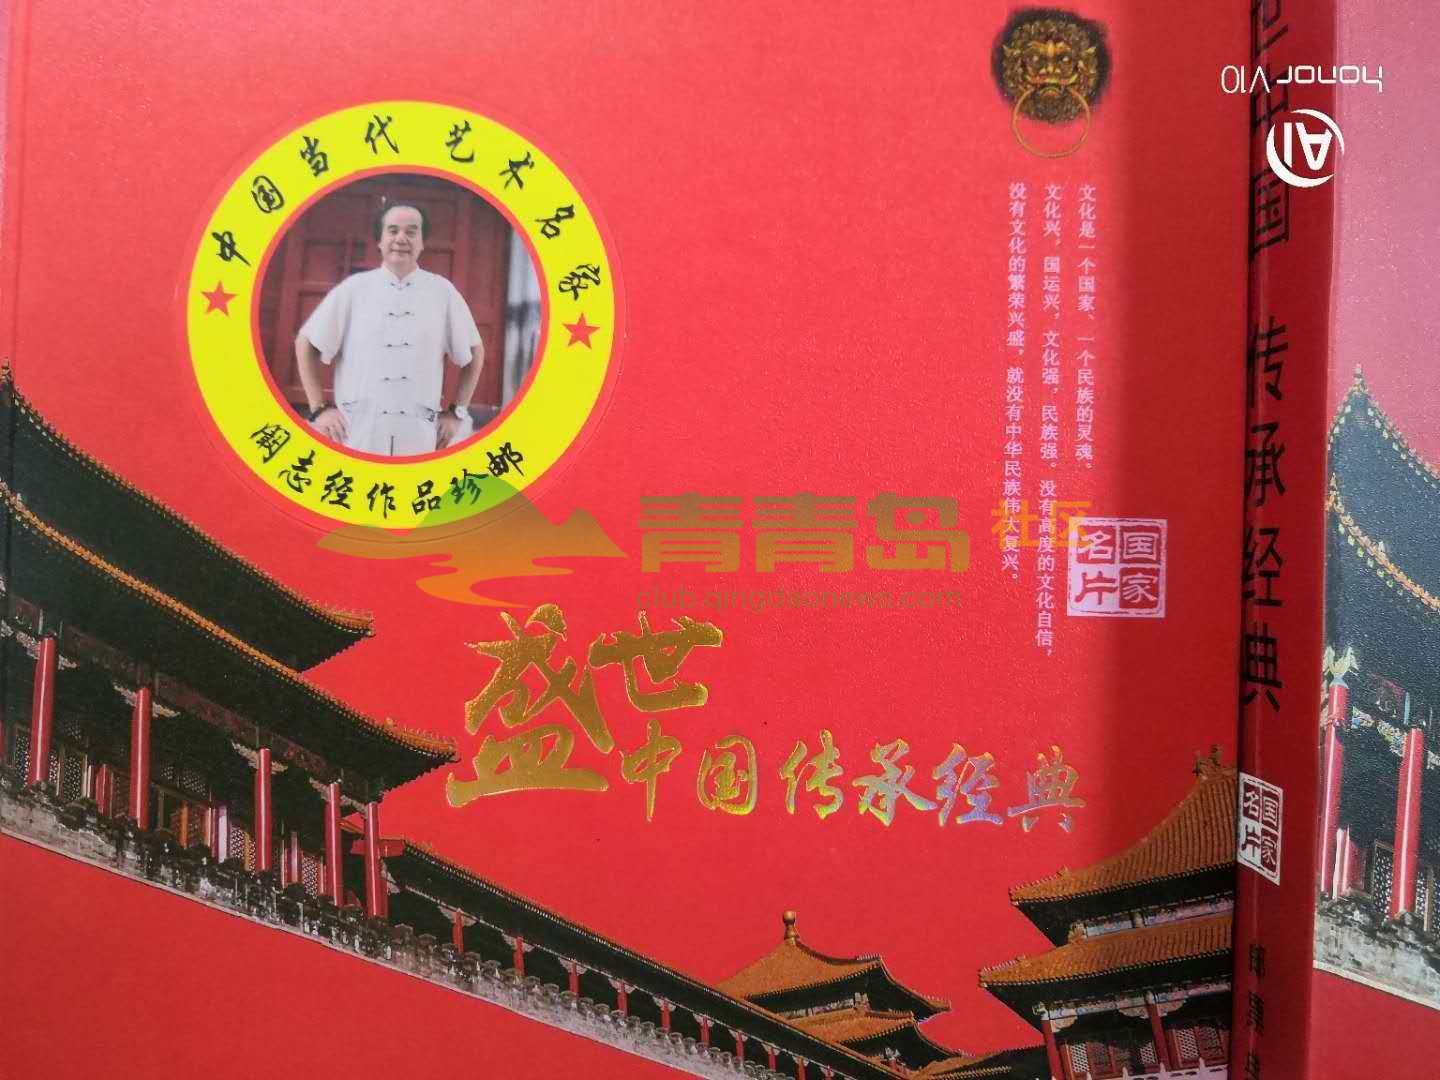 中国当代艺术名家
阚志经作品珍邮
文化是一个国家、一个民族的灵魂。
文化兴，国运兴，文化强，民族强。没有高度的文化自信，
没有文化的繁荣兴盛，就没有中华民族伟大复兴。
国家
名片
盛世
中国传承经典
中国 传承经典
国家
名片
青青岛 社区
club.qingdaonews.com
honor V10
AI